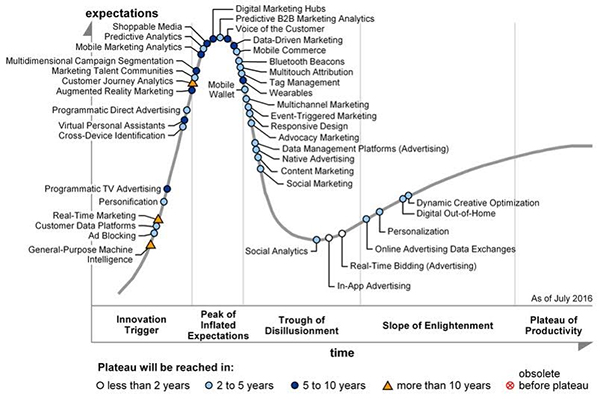 expectations
Digital Marketing Hubs
Predictive B2B Marketing Analytics
Shoppable Media
Voice of the Customer
Predictive Analytics
Data-Driven Marketing
Mobile Marketing Analytics
Mobile Commerce
Multidimensional Campaign Segmentation
Bluetooth Beacons
Marketing Talent Communities
Multitouch Attribution
Customer Journey Analytics
Tag Management
Augmented Reality Marketing
Mobile
Wallet
Wearables
Multichannel Marketing
Programmatic Direct Advertising
Event-Triggered Marketing
Virtual Personal Assistants
Responsive Design
Cross-Device Identification
Advocacy Marketing
Data Management Platforms (Advertising)
Native Advertising
Content Marketing
Social Marketing
Programmatic TV Advertising
Personification
Dynamic Creative Optimization
Digital Out-of-Home
Real-Time Marketing
Customer Data Platforms
Ad Blocking
Personalization
General-Purpose Machine
Intelligence
Social Analytics
Online Advertising Data Exchanges
Real-Time Bidding (Advertising)
In-App Advertising
As of July 2016
Innovation
Trigger
Peak of
Inflated
Expectations
Trough of
Disillusionment
Slope of Enlightenment
Plateau of
Productivity
time
Plateau will be reached in:
less than 2 years
2 to 5 years
5 to 10 years
more than 10 years
obsolete
before plateau